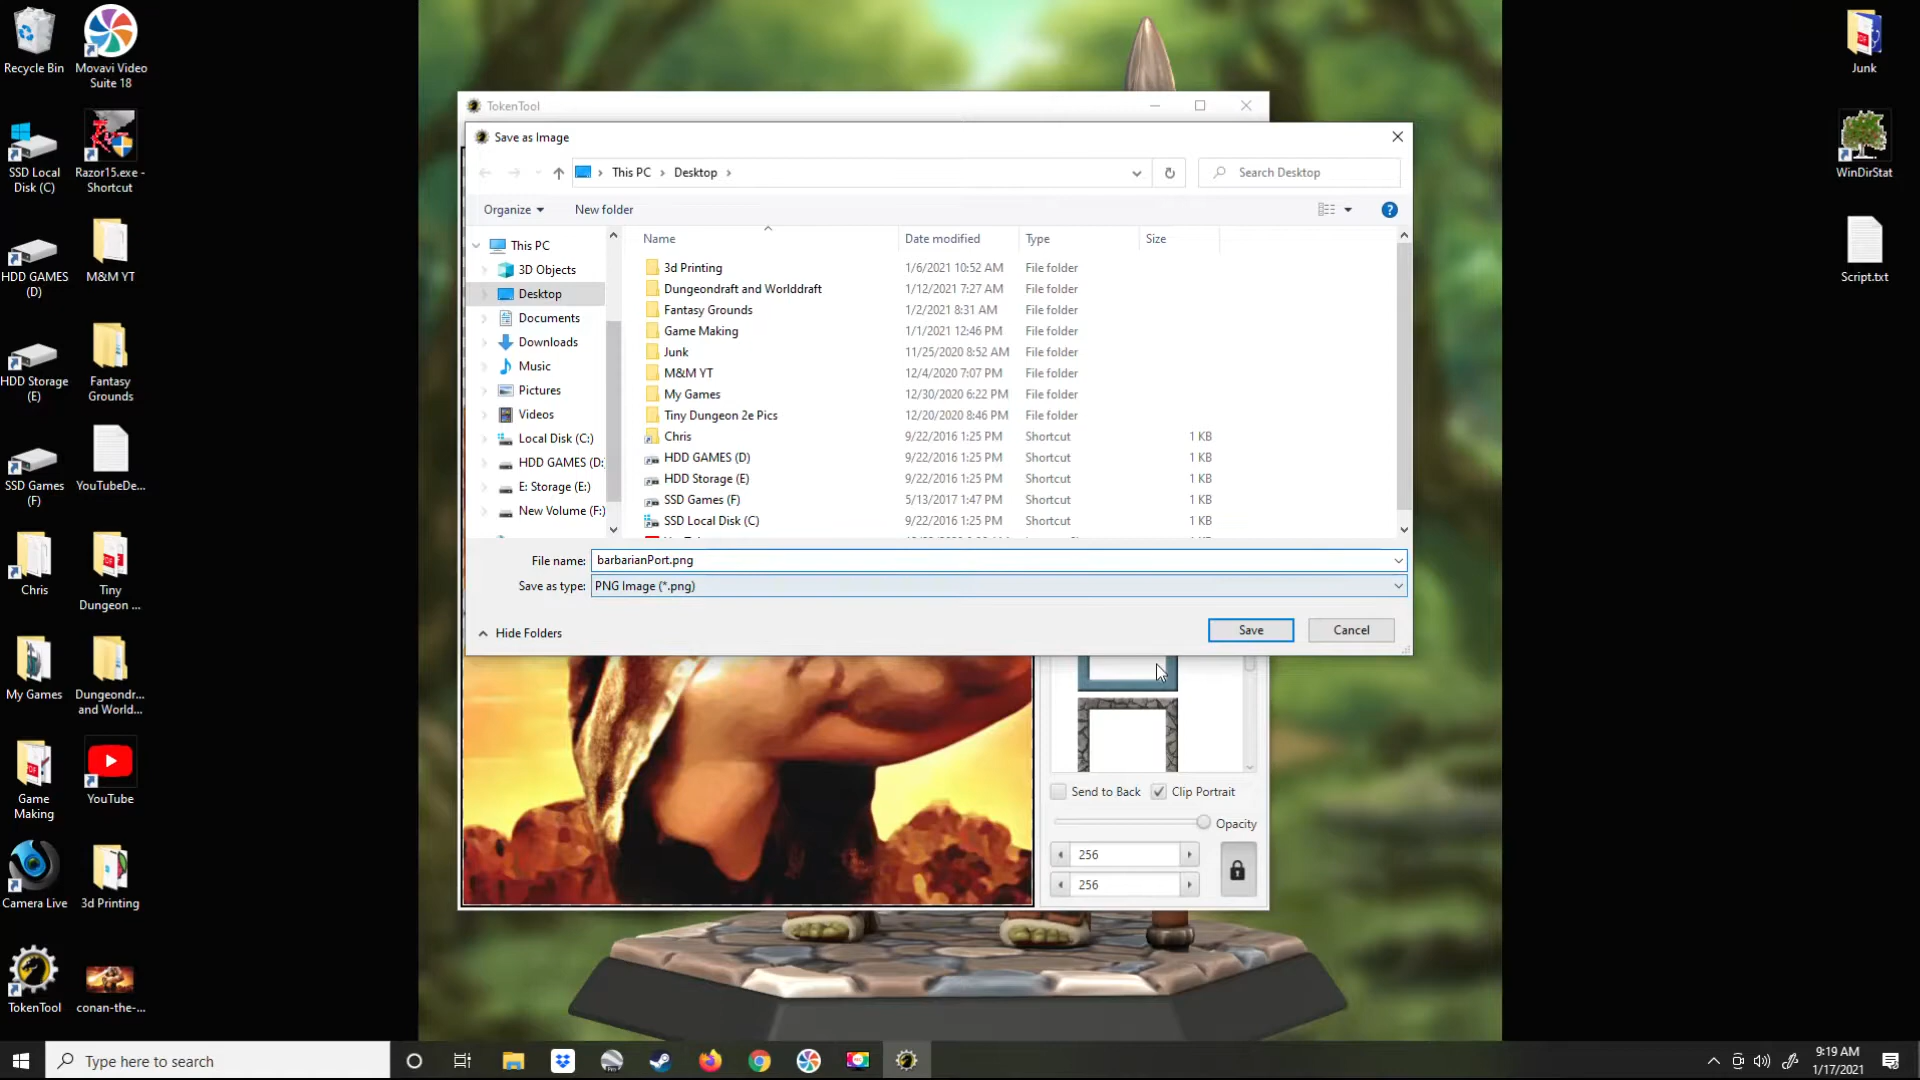 Recycle Bin
Movavi Video
Suite 18
SSD Local
Disk (C)
Razor15.exe -
Shortcut
HDD GAMES
(D)
M&M YT
HDD Storage
(E)
Fantasy
Grounds
SSD Games
(F)
YouTubeDe...
Chris
Tiny
Dungeon ...
My Games
Dungeondr...
and World...
Game
Making
YouTube
Camera Live
3d Printing
TokenTool
conan-the-...
Junk
WinDirStat
Script.txt
TokenTool
Save as Image
This PC > Desktop >
Search Desktop
Organize
New folder
This PC
3D Objects
Desktop
Documents
Downloads
Music
Pictures
Videos
Local Disk (C:)
HDD GAMES (D:
E: Storage (E:)
New Volume (F:)
Name Date modified Type Size
3d Printing 1/6/2021 10:52 AM File folder
Dungeondraft and Worlddraft 1/12/2021 7:27 AM File folder
Fantasy Grounds 1/2/2021 8:31 AM File folder
Game Making 1/1/2021 12:46 PM File folder
Junk 11/25/2020 8:52 AM File folder
M&M YT 12/4/2020 7:07 PM File folder
My Games 12/30/2020 6:22 PM File folder
Tiny Dungeon 2e Pics 12/20/2020 8:46 PM File folder
Chris 9/22/2016 1:25 PM Shortcut 1 KB
HDD GAMES (D) 9/22/2016 1:25 PM Shortcut 1 KB
HDD Storage (E) 9/22/2016 1:25 PM Shortcut 1 KB
SSD Games (F) 5/13/2017 1:47 PM Shortcut 1 KB
SSD Local Disk (C) 9/22/2016 1:25 PM Shortcut 1 KB
File name: barbarianPort.png
Save as type: PNG Image (*.png)
Hide Folders
Save
Cancel
Send to Back
Clip Portrait
Opacity
256
256
Type here to search
9:19 AM
1/17/2021